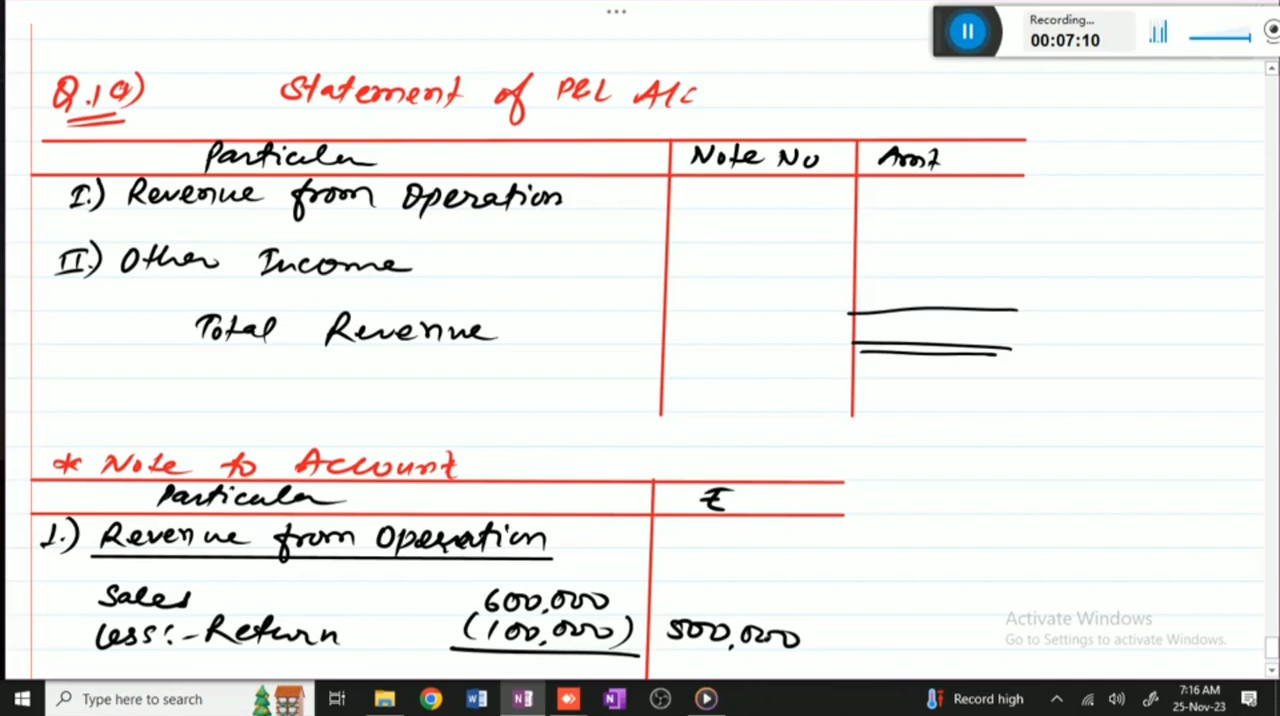 •••
Recording...
00:07:10
Q.1 a) Statement of P&L A/c
Particular Note No Amt
I.) Revenue from Operation
II.) Other Income
Total Revenue
* Note to Account
Particular ₹
1.) Revenue from Operation
Sales 600,000
Less:- Return (100,000) 500,000
Activate Windows
Go to Settings to activate Windows.
Type here to search
Record high
7:16 AM
25-Nov-23